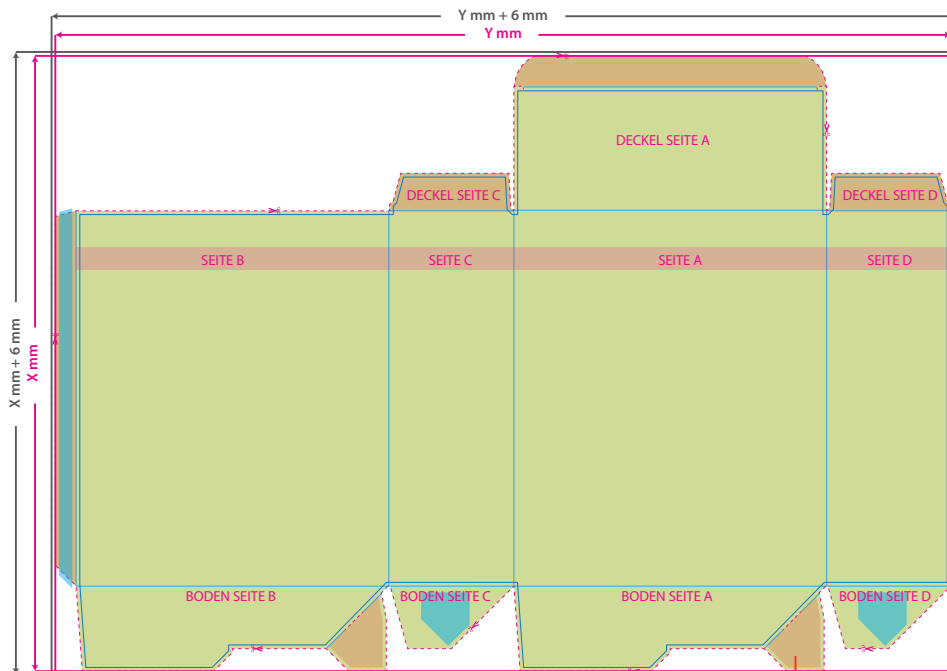 Y mm + 6 mm
Y mm
X mm + 6 mm
X mm
DECKEL SEITE A
DECKEL SEITE C
DECKEL SEITE D
SEITE B
SEITE C
SEITE A
SEITE D
BODEN SEITE B
BODEN SEITE C
BODEN SEITE A
BODEN SEITE D